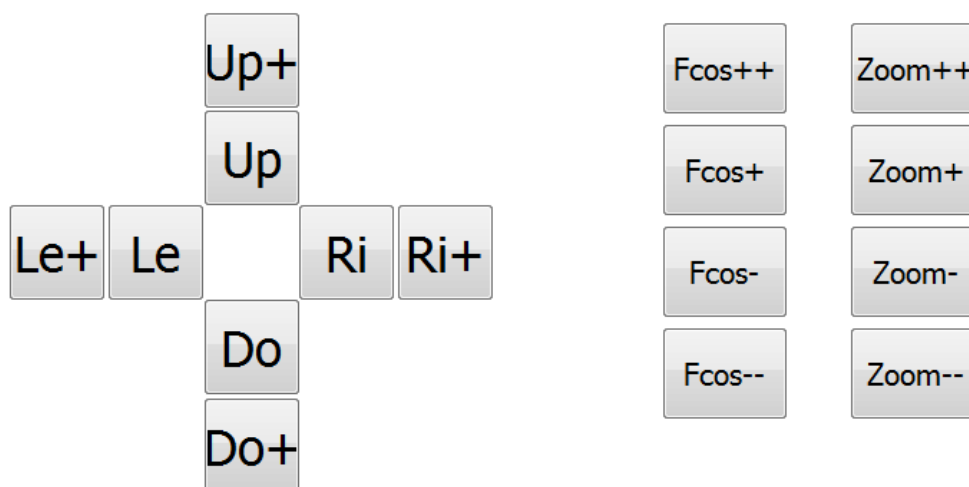 Up+
Up
Le+ Le Ri Ri+
Do
Do+
Fcos++ Zoom++
Fcos+ Zoom+
Fcos- Zoom-
Fcos-- Zoom--